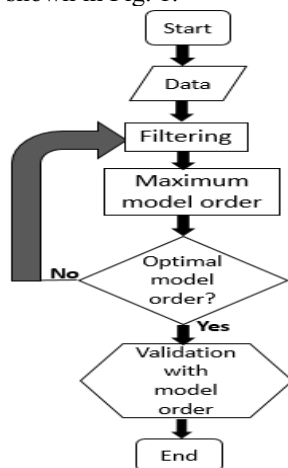 shown in Fig. 1.
Start
Data
Filtering
Maximum
model order
Optimal
model
order?
No
Yes
Validation
with
model
order
End